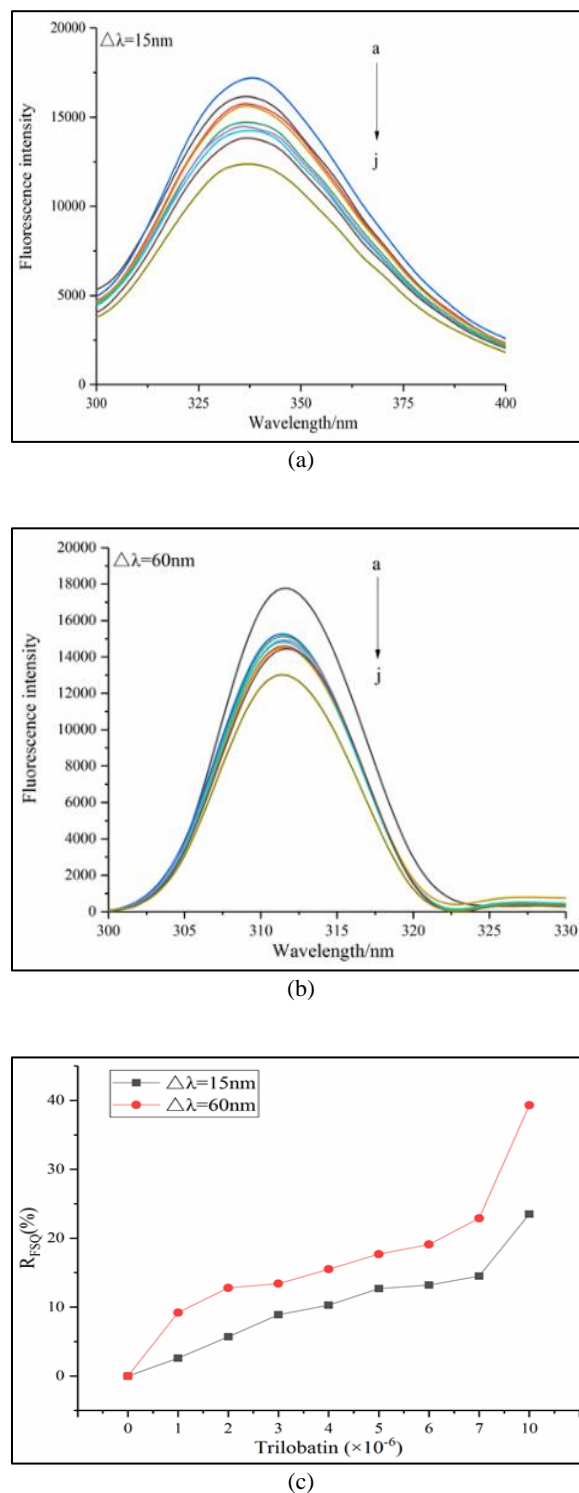 △λ=15nm
a
j
20000
15000
10000
5000
0
Fluorescence intensity
300 325 350 375 400
Wavelength/nm
(a)
△λ=60nm
a
j
20000
18000
16000
14000
12000
10000
8000
6000
4000
2000
0
Fluorescence intensity
300 305 310 315 320 325 330
Wavelength/nm
(b)
△λ=15nm
△λ=60nm
40
30
20
10
0
R_FSQ(%)
0 1 2 3 4 5 6 7 10
Trilobatin (×10⁻⁶)
(c)